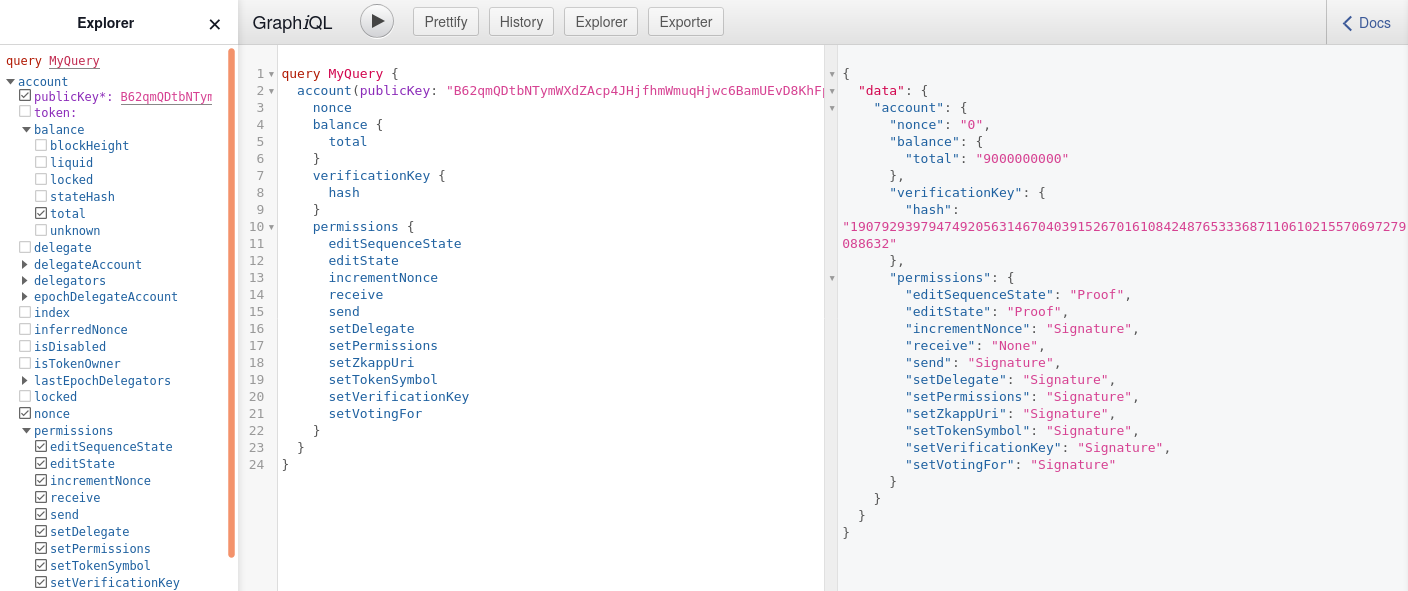 Explorer
×
query MyQuery
account
publicKey*: B62qmQDtbNTym
token:
balance
blockHeight
liquid
locked
stateHash
total
unknown
delegate
delegateAccount
delegators
epochDelegateAccount
index
inferredNonce
isDisabled
isTokenOwner
lastEpochDelegators
locked
nonce
permissions
editSequenceState
editState
incrementNonce
receive
send
setDelegate
setPermissions
setTokenSymbol
setVerificationKey
GraphiQL
Prettify
History
Explorer
Exporter
Docs
1 query MyQuery {
2 account(publicKey: "B62qmQDtbNTymWXdZAcp4JHjfhmWmuqHjwc6BamUEvD8KhFp
3 nonce
4 balance {
5 total
6 }
7 verificationKey {
8 hash
9 }
10 permissions {
11 editSequenceState
12 editState
13 incrementNonce
14 receive
15 send
16 setDelegate
17 setPermissions
18 setZkappUri
19 setTokenSymbol
20 setVerificationKey
21 setVotingFor
22 }
23 }
24 }
{
"data": {
"account": {
"nonce": "0",
"balance": {
"total": "9000000000"
},
"verificationKey": {
"hash":
"19079293979474920563146704039152670161084248765333687110610215570697279
088632"
},
"permissions": {
"editSequenceState": "Proof",
"editState": "Proof",
"incrementNonce": "Signature",
"receive": "None",
"send": "Signature",
"setDelegate": "Signature",
"setPermissions": "Signature",
"setZkappUri": "Signature",
"setTokenSymbol": "Signature",
"setVerificationKey": "Signature",
"setVotingFor": "Signature"
}
}
}
}